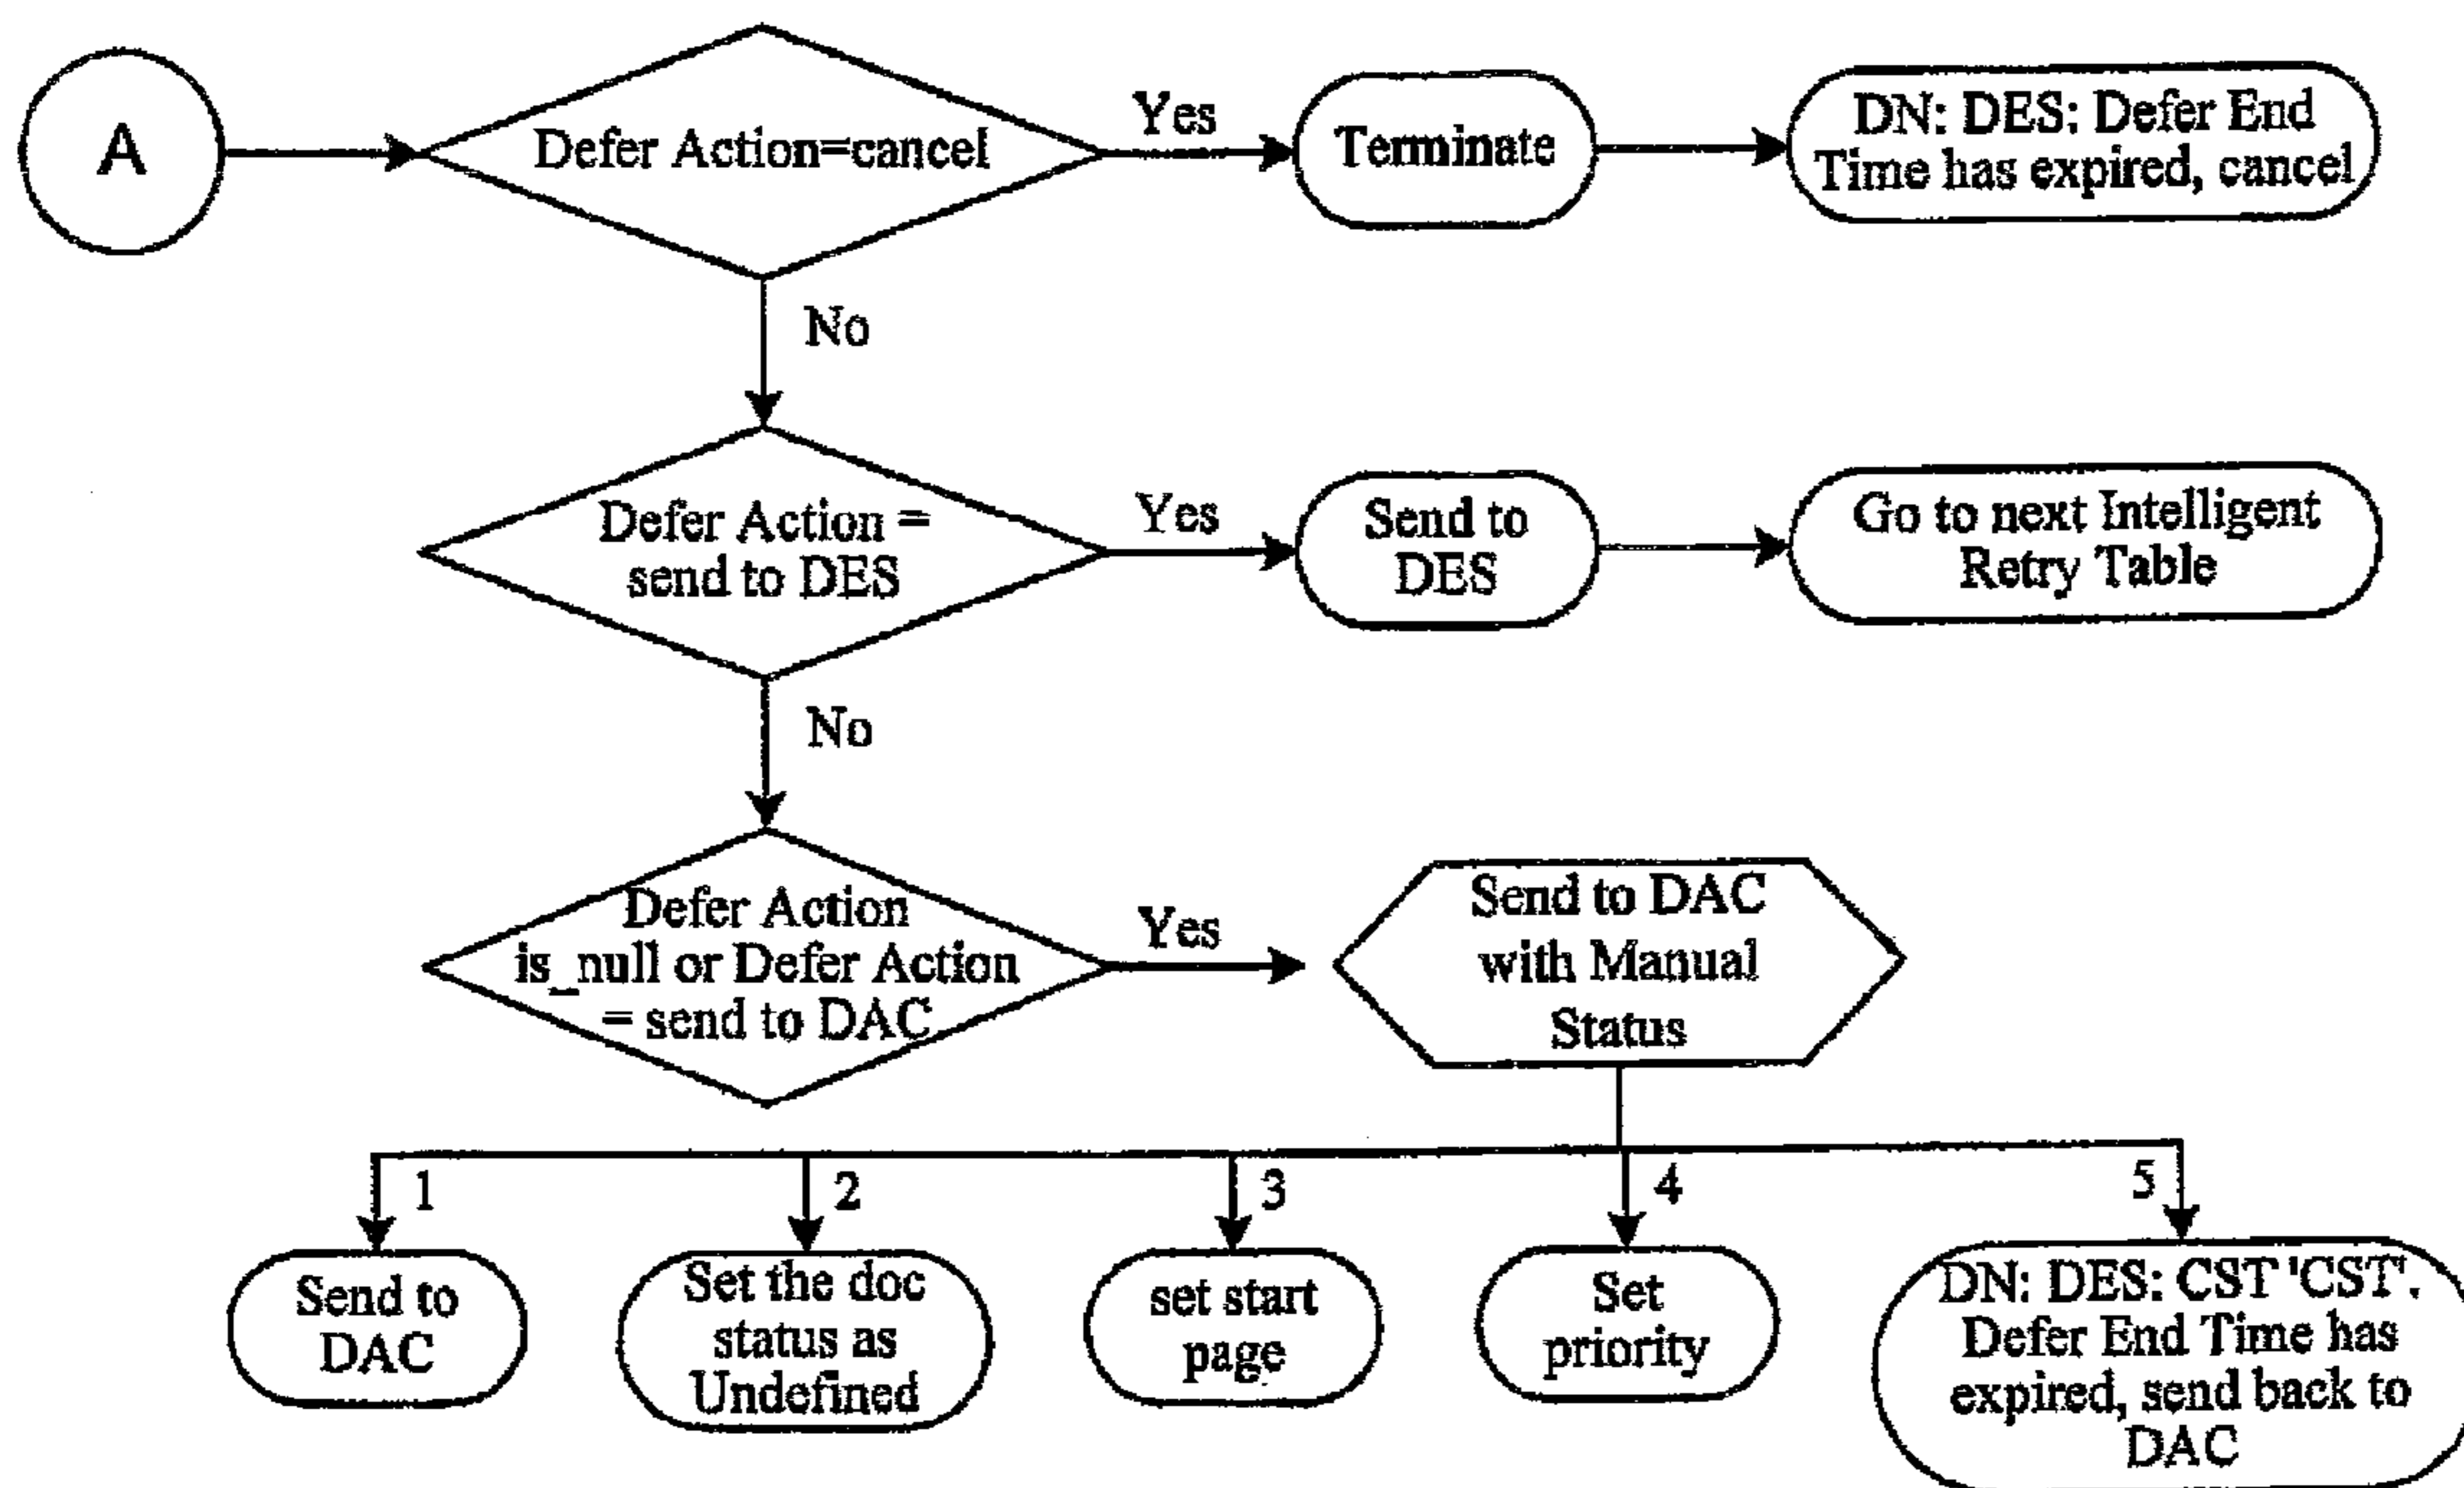 A
Defer Action=cancel
Yes
Terminate
DN: DES: Defer End
Time has expired, cancel
No
Defer Action =
send to DES
Yes
Send to
DES
Go to next Intelligent
Retry Table
No
Defer Action
is_null or Defer Action
= send to DAC
Yes
Send to DAC
with Manual
Status
1
2
3
4
5
Send to
DAC
Set the doc
status as
Undefined
set start
page
Set
priority
DN: DES: CST 'CST'.
Defer End Time has
expired, send back to
DAC